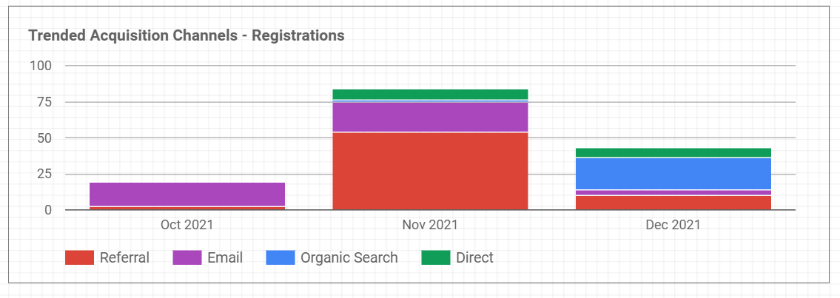 Trended Acquisition Channels - Registrations
100
75
50
25
0
Oct 2021 Nov 2021 Dec 2021
Referral Email Organic Search Direct